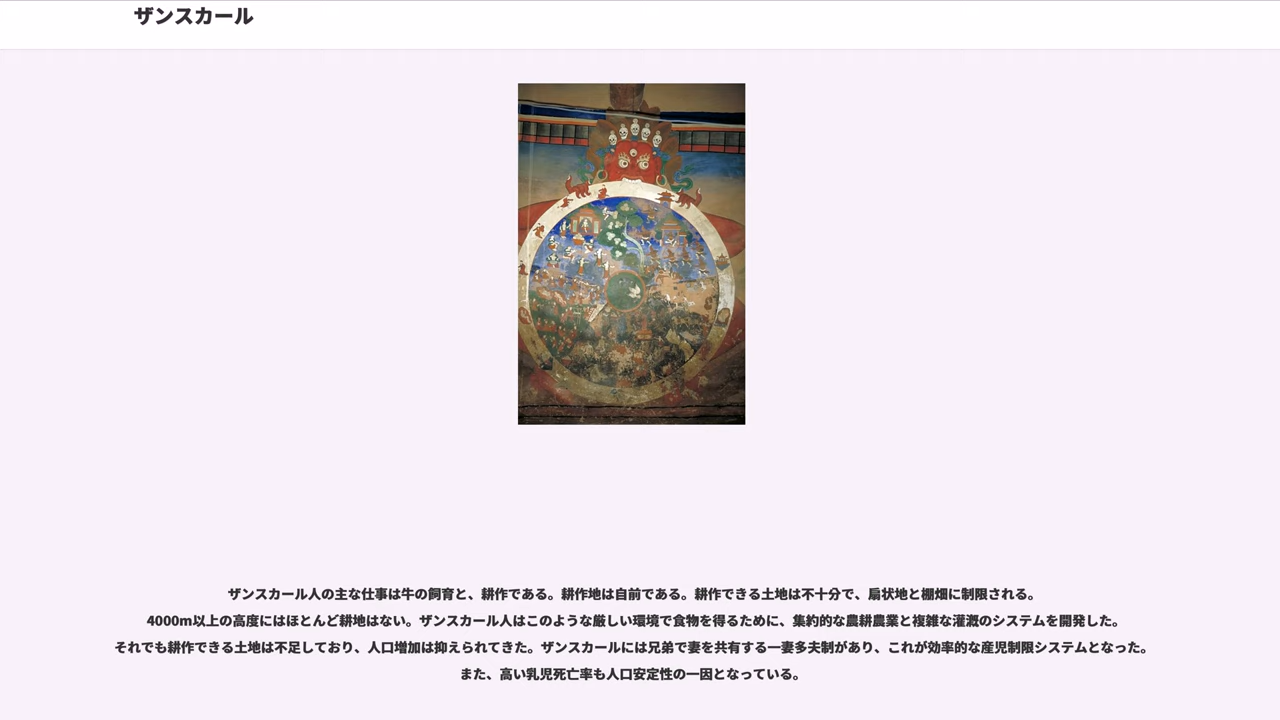 ザンスカール
ザンスカール人の主な仕事は牛の飼育と、耕作である。耕作地は自前である。耕作できる土地は不十分で、扇状地と棚畑に制限される。
4000m以上の高度にはほとんど耕地はない。ザンスカール人はこのような厳しい環境で食物を得るために、集約的な農耕農業と複雑な灌漑のシステムを開発した。
それでも耕作できる土地は不足しており、人口増加は抑えられてきた。ザンスカールには兄弟で妻を共有する一妻多夫制があり、これが効率的な産児制限システムとなった。
また、高い乳児死亡率も人口安定性の一因となっている。